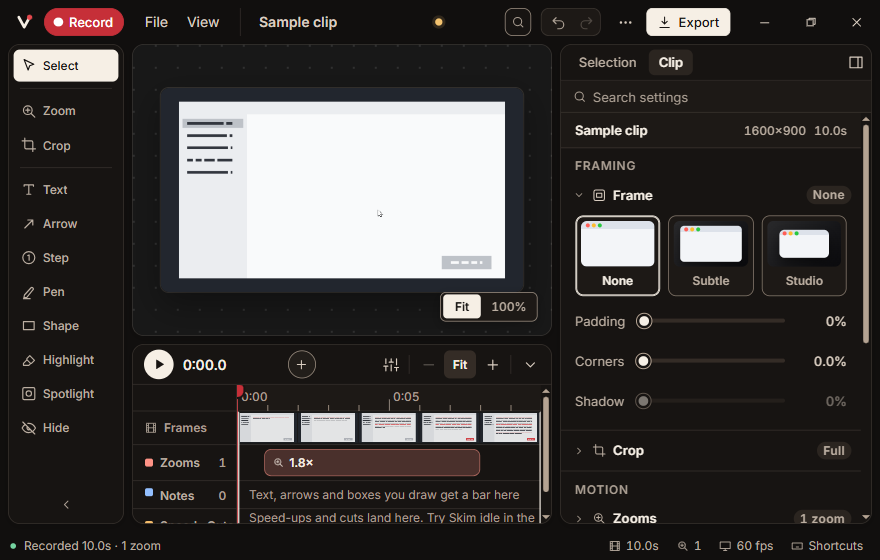 Record File View Sample clip Export
Select
Zoom
Crop
Text
Arrow
Step
Pen
Shape
Highlight
Spotlight
Hide
Fit 100%
0:00.0 Fit
0:00 0:05
Frames
Zooms 1 1.8×
Notes 0 Text, arrows and boxes you draw get a bar here
Speed-ups and cuts land here. Try Skim idle in the
Selection Clip
Search settings
Sample clip 1600×900 10.0s
FRAMING
Frame None
None Subtle Studio
Padding 0%
Corners 0.0%
Shadow 0%
Crop Full
MOTION
Zooms 1 zoom
Recorded 10.0s · 1 zoom 10.0s 1 60 fps Shortcuts